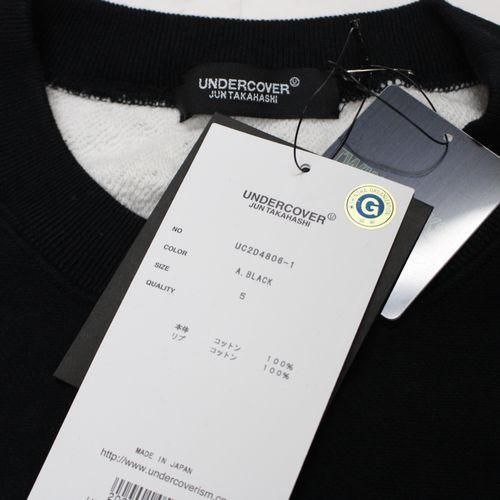 UNDERCOVER
JUN TAKAHASHI
UNDERCOVER
JUN TAKAHASHI
G
NO UC2D4806-1
COLOR A.BLACK
SIZE 5
QUALITY
本体 コットン 100%
リブ コットン 100%
MADE IN JAPAN
http://www.undercoverism.com